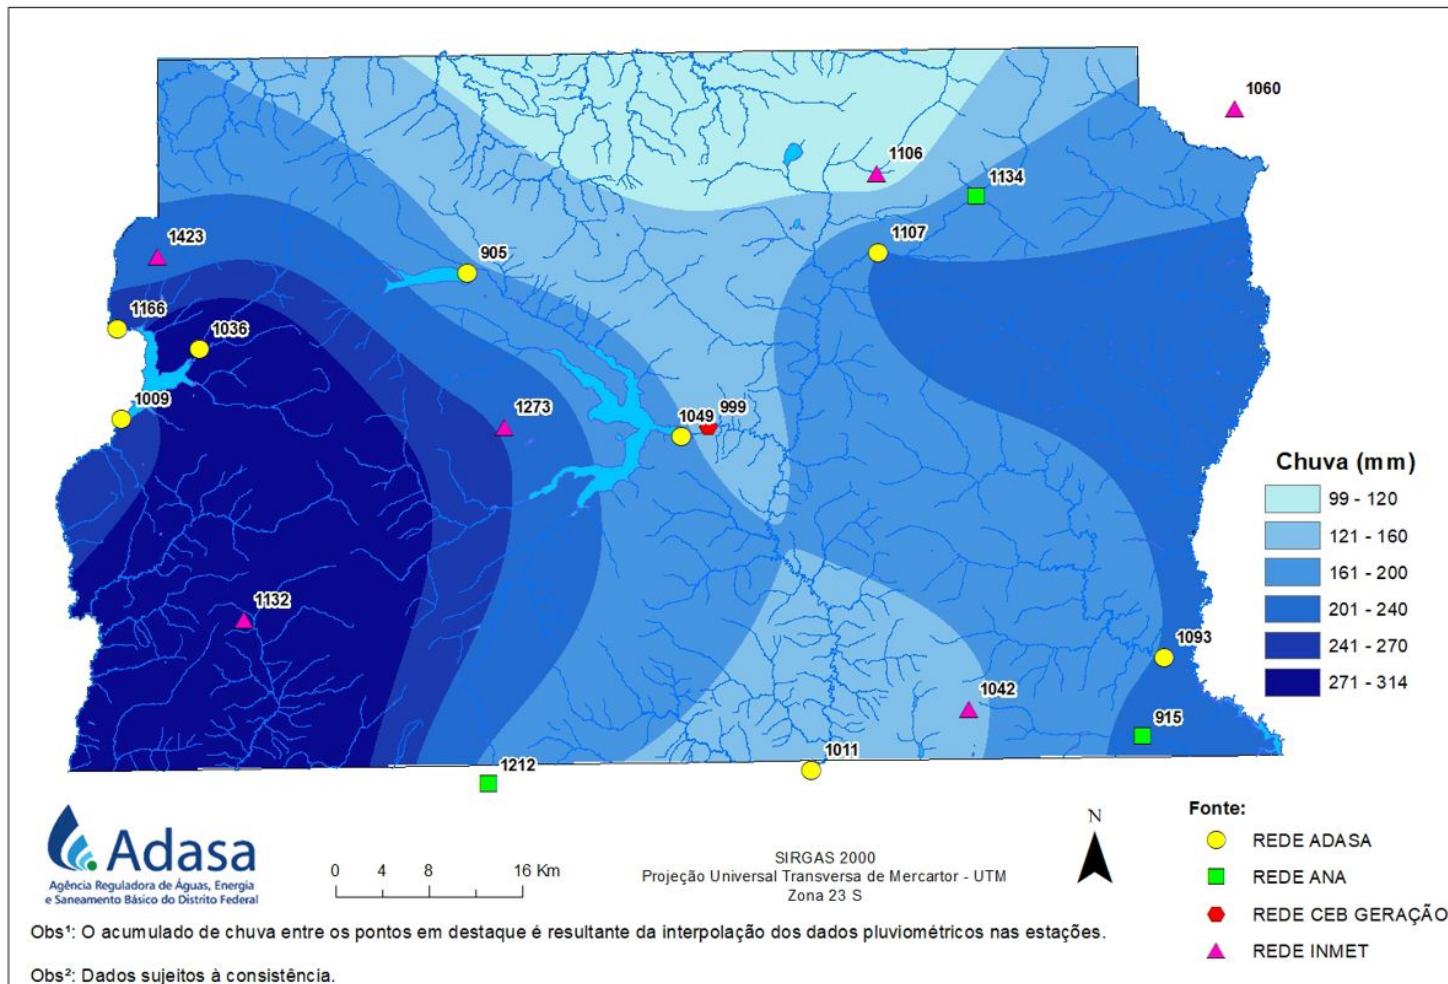 1060
1106
1134
1423
905
1107
1166
1036
1009
1273
1049
999
Chuva (mm)
99 - 120
121 - 160
161 - 200
201 - 240
241 - 270
271 - 314
1132
1093
1042
915
1212
1011
Adasa
Agência Reguladora de Águas, Energia
e Saneamento Básico do Distrito Federal
0 4 8 16 Km
SIRGAS 2000
Projeção Universal Transversa de Mercartor - UTM
Zona 23 S
N
Fonte:
REDE ADASA
REDE ANA
REDE CEB GERAÇÃO
REDE INMET
Obs¹: O acumulado de chuva entre os pontos em destaque é resultante da interpolação dos dados pluviométricos nas estações.
Obs²: Dados sujeitos à consistência.